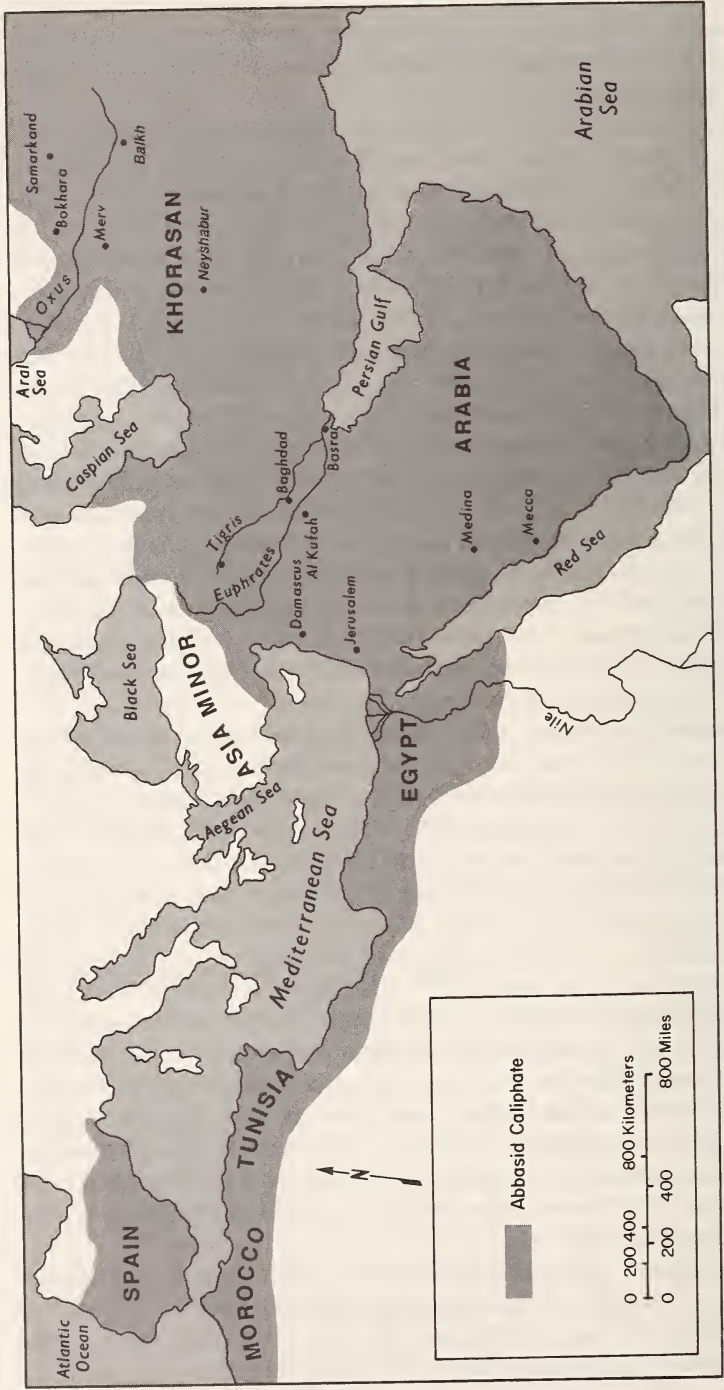 Atlantic
Ocean
SPAIN
MOROCCO
TUNISIA
Mediterranean Sea
Aegean Sea
Black Sea
ASIA MINOR
EGYPT
Nile
Caspian Sea
Aral
Sea
Oxus
Samarkand
Bokhara
Merv
Balkh
KHORASAN
Neyshabur
Tigris
Euphrates
Baghdad
Damascus
Al Kufah
Basra
Jerusalem
Persian Gulf
ARABIA
Medina
Mecca
Red Sea
Arabian
Sea
N
Abbasid Caliphate
0 200 400 800 Kilometers
0 200 400 800 Miles